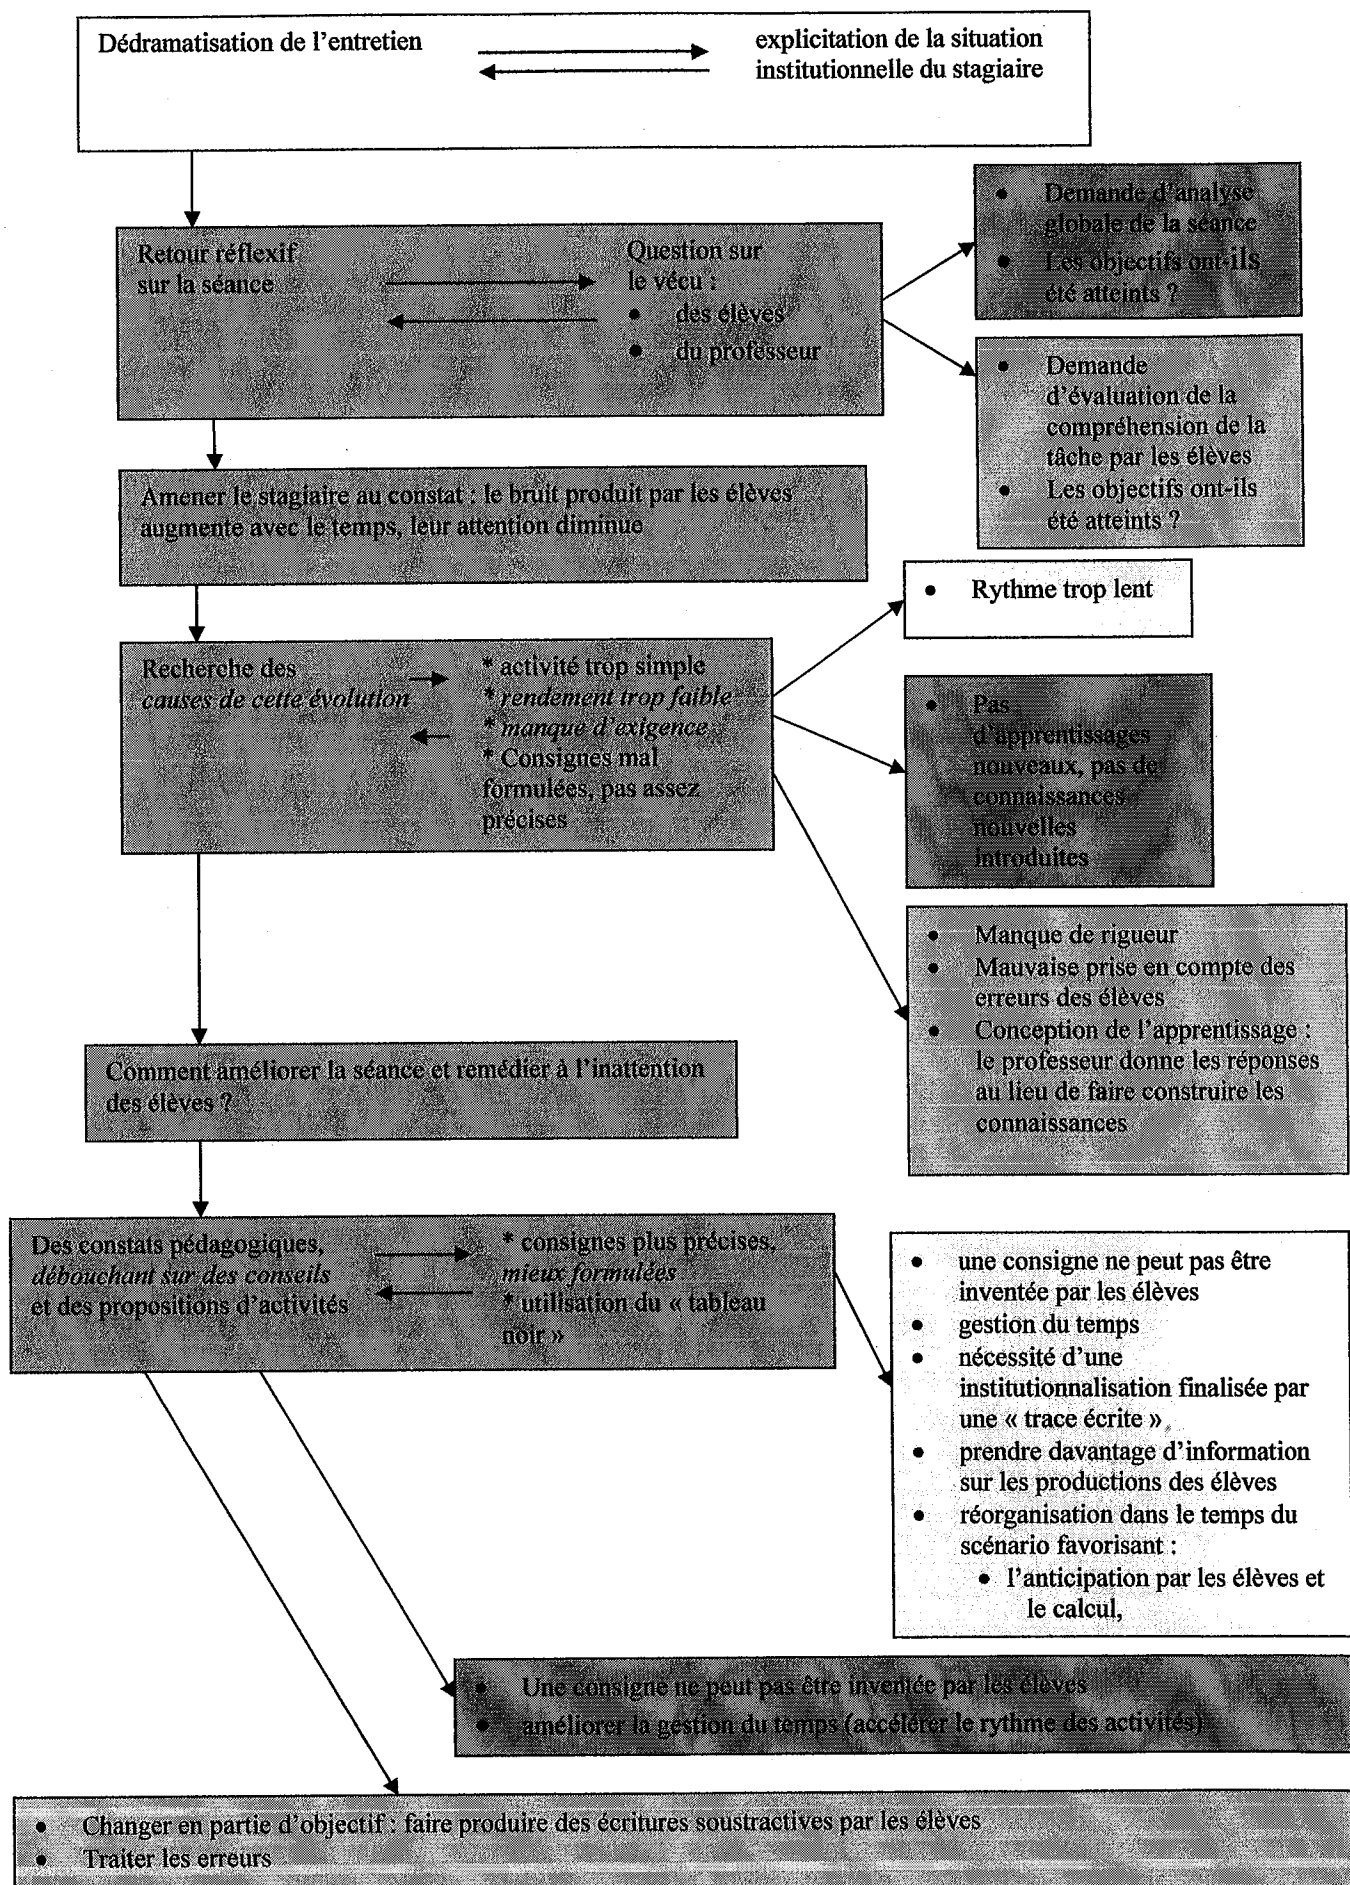 Dédramatisation de l'entretien
explicitation de la situation
institutionnelle du stagiaire
Retour réflexif
sur la séance
Question sur
le vécu :
• des élèves
• du professeur
• Demande d'analyse
globale de la séance
• Les objectifs ont-ils
été atteints ?
• Demande
d'évaluation de la
compréhension de la
tâche par les élèves
• Les objectifs ont-ils
été atteints ?
Amener le stagiaire au constat : le bruit produit par les élèves
augmente avec le temps, leur attention diminue
Recherche des
causes de cette évolution
* activité trop simple
* rendement trop faible
* manque d'exigence
* Consignes mal
formulées, pas assez
précises
• Rythme trop lent
• Pas
d'apprentissages
nouveaux, pas de
connaissances
nouvelles
introduites
• Manque de rigueur
• Mauvaise prise en compte des
erreurs des élèves
• Conception de l'apprentissage :
le professeur donne les réponses
au lieu de faire construire les
connaissances
Comment améliorer la séance et remédier à l'inattention
des élèves ?
Des constats pédagogiques,
débouchant sur des conseils
et des propositions d'activités
* consignes plus précises,
mieux formulées
* utilisation du « tableau
noir »
• une consigne ne peut pas être
inventée par les élèves
• gestion du temps
• nécessité d'une
institutionnalisation finalisée par
une « trace écrite »
• prendre davantage d'information
sur les productions des élèves
• réorganisation dans le temps du
scénario favorisant :
• l'anticipation par les élèves et
le calcul,
• Une consigne ne peut pas être inventée par les élèves
• améliorer la gestion du temps (accélérer le rythme des activités)
• Changer en partie d'objectif : faire produire des écritures soustractives par les élèves
• Traiter les erreurs